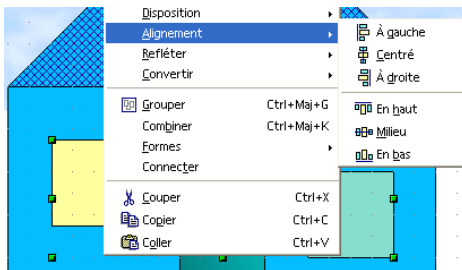 Disposition
Alignement
Refléter
Convertir
Grouper Ctrl+Maj+G
Combiner Ctrl+Maj+K
Formes
Connecter
Couper Ctrl+X
Copier Ctrl+C
Coller Ctrl+V
À gauche
Centré
À droite
En haut
Milieu
En bas